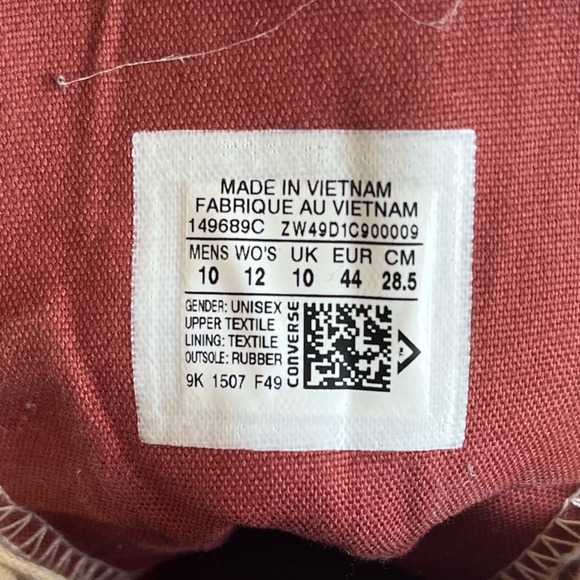 MADE IN VIETNAM
FABRIQUE AU VIETNAM
149689C ZW49D1C900009
MENS WO'S UK EUR CM
10 12 10 44 28.5
GENDER: UNISEX
UPPER TEXTILE
LINING: TEXTILE
OUTSOLE: RUBBER
9K 1507 F49
CONVERSE
TM